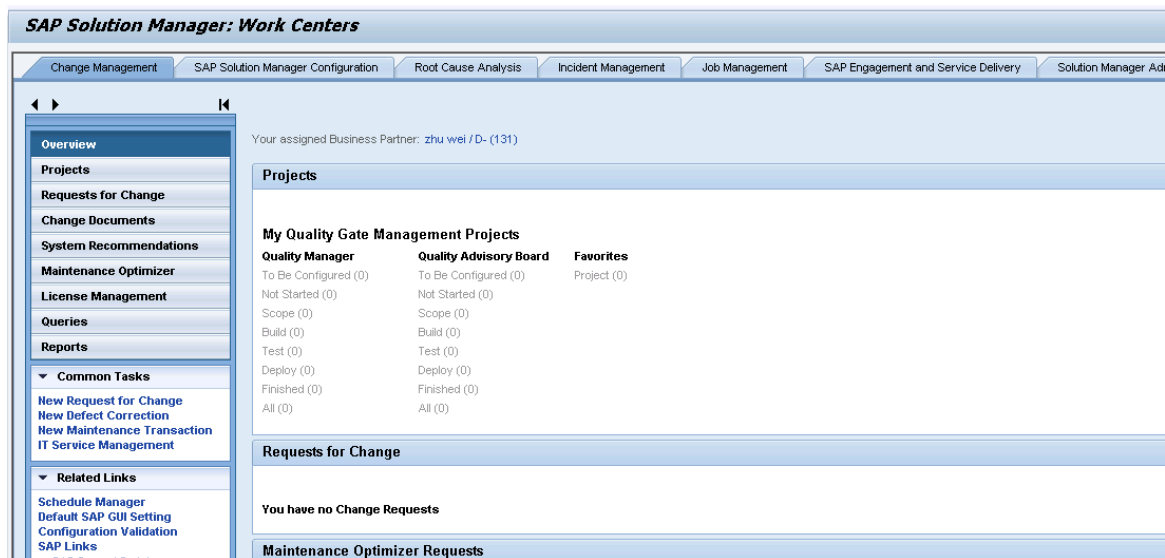 SAP Solution Manager: Work Centers
Change Management SAP Solution Manager Configuration Root Cause Analysis Incident Management Job Management SAP Engagement and Service Delivery Solution Manager Adm
Overview
Projects
Requests for Change
Change Documents
System Recommendations
Maintenance Optimizer
License Management
Queries
Reports
Common Tasks
New Request for Change
New Defect Correction
New Maintenance Transaction
IT Service Management
Related Links
Schedule Manager
Default SAP GUI Setting
Configuration Validation
SAP Links
Your assigned Business Partner: zhu wei / D- (131)
Projects
My Quality Gate Management Projects
Quality Manager Quality Advisory Board Favorites
To Be Configured (0) To Be Configured (0) Project (0)
Not Started (0) Not Started (0)
Scope (0) Scope (0)
Build (0) Build (0)
Test (0) Test (0)
Deploy (0) Deploy (0)
Finished (0) Finished (0)
All (0) All (0)
Requests for Change
You have no Change Requests
Maintenance Optimizer Requests